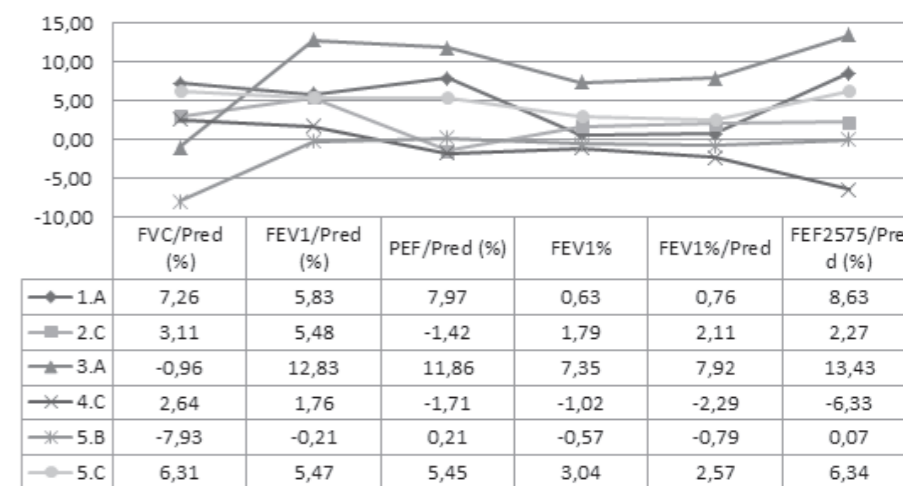 15,00
10,00
5,00
0,00
-5,00
-10,00
FVC/Pred (%) FEV1/Pred (%) PEF/Pred (%) FEV1% FEV1%/Pred FEF2575/Pred (%)
1.A 7,26 5,83 7,97 0,63 0,76 8,63
2.C 3,11 5,48 -1,42 1,79 2,11 2,27
3.A -0,96 12,83 11,86 7,35 7,92 13,43
4.C 2,64 1,76 -1,71 -1,02 -2,29 -6,33
5.B -7,93 -0,21 0,21 -0,57 -0,79 0,07
5.C 6,31 5,47 5,45 3,04 2,57 6,34